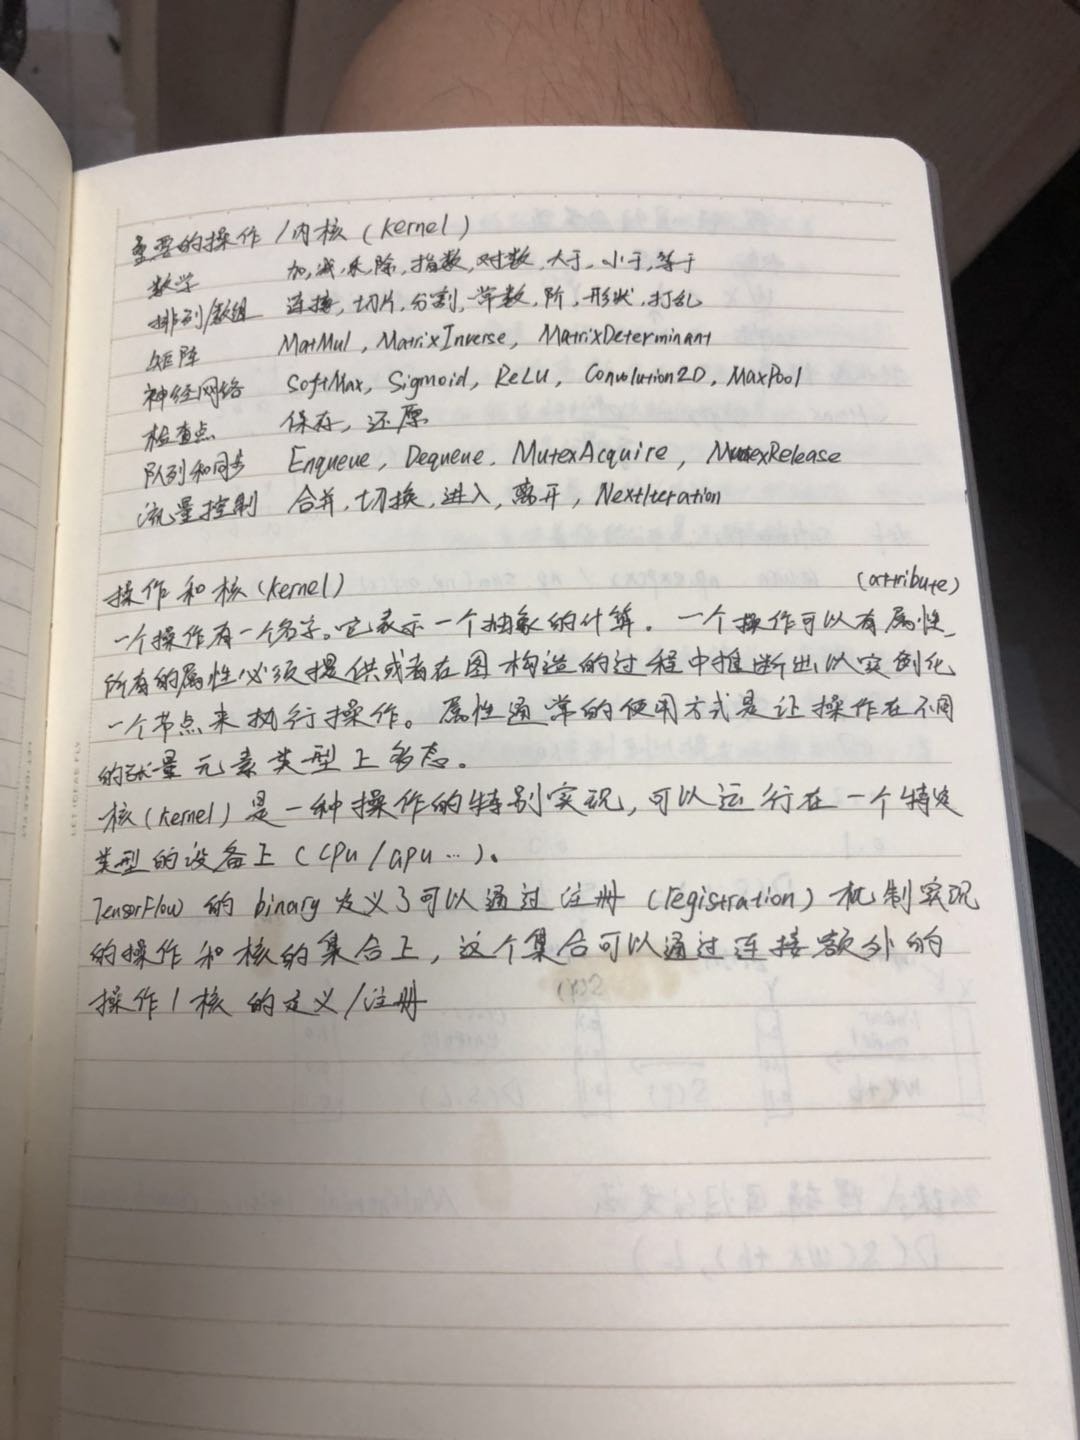 重要的操作/内核(kernel)
数学 加,减,乘,除,指数,对数,大于,小于,等于
排列/数组 连接,切片,分割,常数,阶,形状,打乱
矩阵 MatMul, MatrixInverse, MatrixDeterminant
神经网络 SoftMax, Sigmoid, ReLU, Convolution2D, MaxPool
检查点 保存,还原
队列和同步 Enqueue, Dequeue, MutexAcquire, MutexRelease
流量控制 合并,切换,进入,离开,NextIteration
操作和核(kernel) (attribute)
一个操作有一个名字。它表示一个抽象的计算. 一个操作可以有属性,
所有的属性必须提供或者在图构造的过程中推断出以实例化
一个节点来执行操作。属性通常的使用方式是让操作在不同
的张量元素类型上多态。
核(kernel)是一种操作的特别实现,可以运行在一个特定
类型的设备上(Cpu/Gpu...)。
TensorFlow的binary定义了可以通过注册(registration)机制实现
的操作和核的集合上,这个集合可以通过连接额外的
操作/核的定义/注册